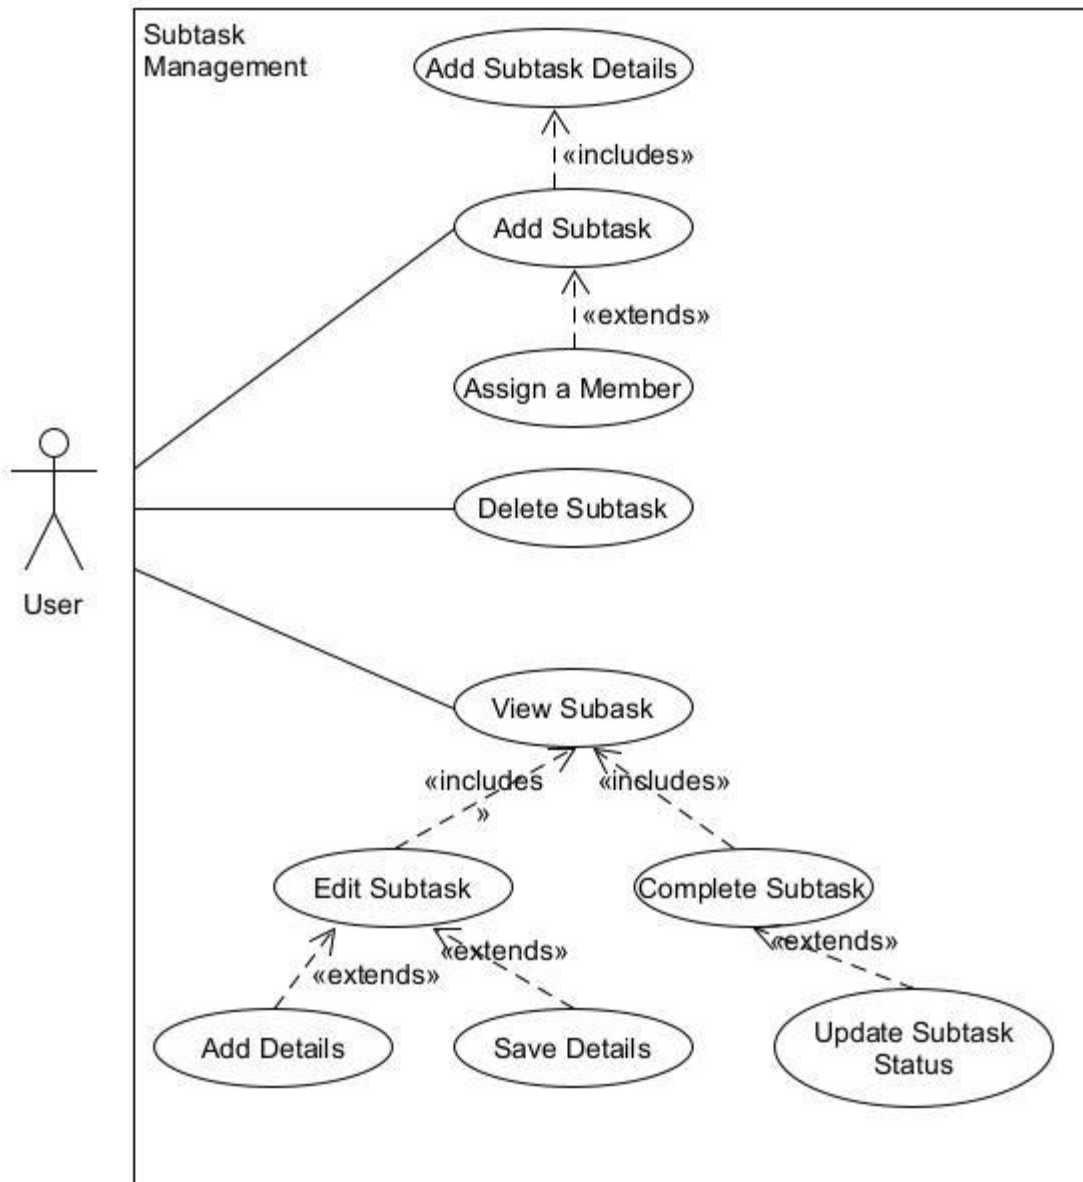 Subtask
Management
Add Subtask Details
«includes»
Add Subtask
«extends»
Assign a Member
Delete Subtask
User
View Subask
«includes
»
«includes»
Edit Subtask
Complete Subtask
«extends»
«extends»
«extends»
Add Details
Save Details
Update Subtask
Status